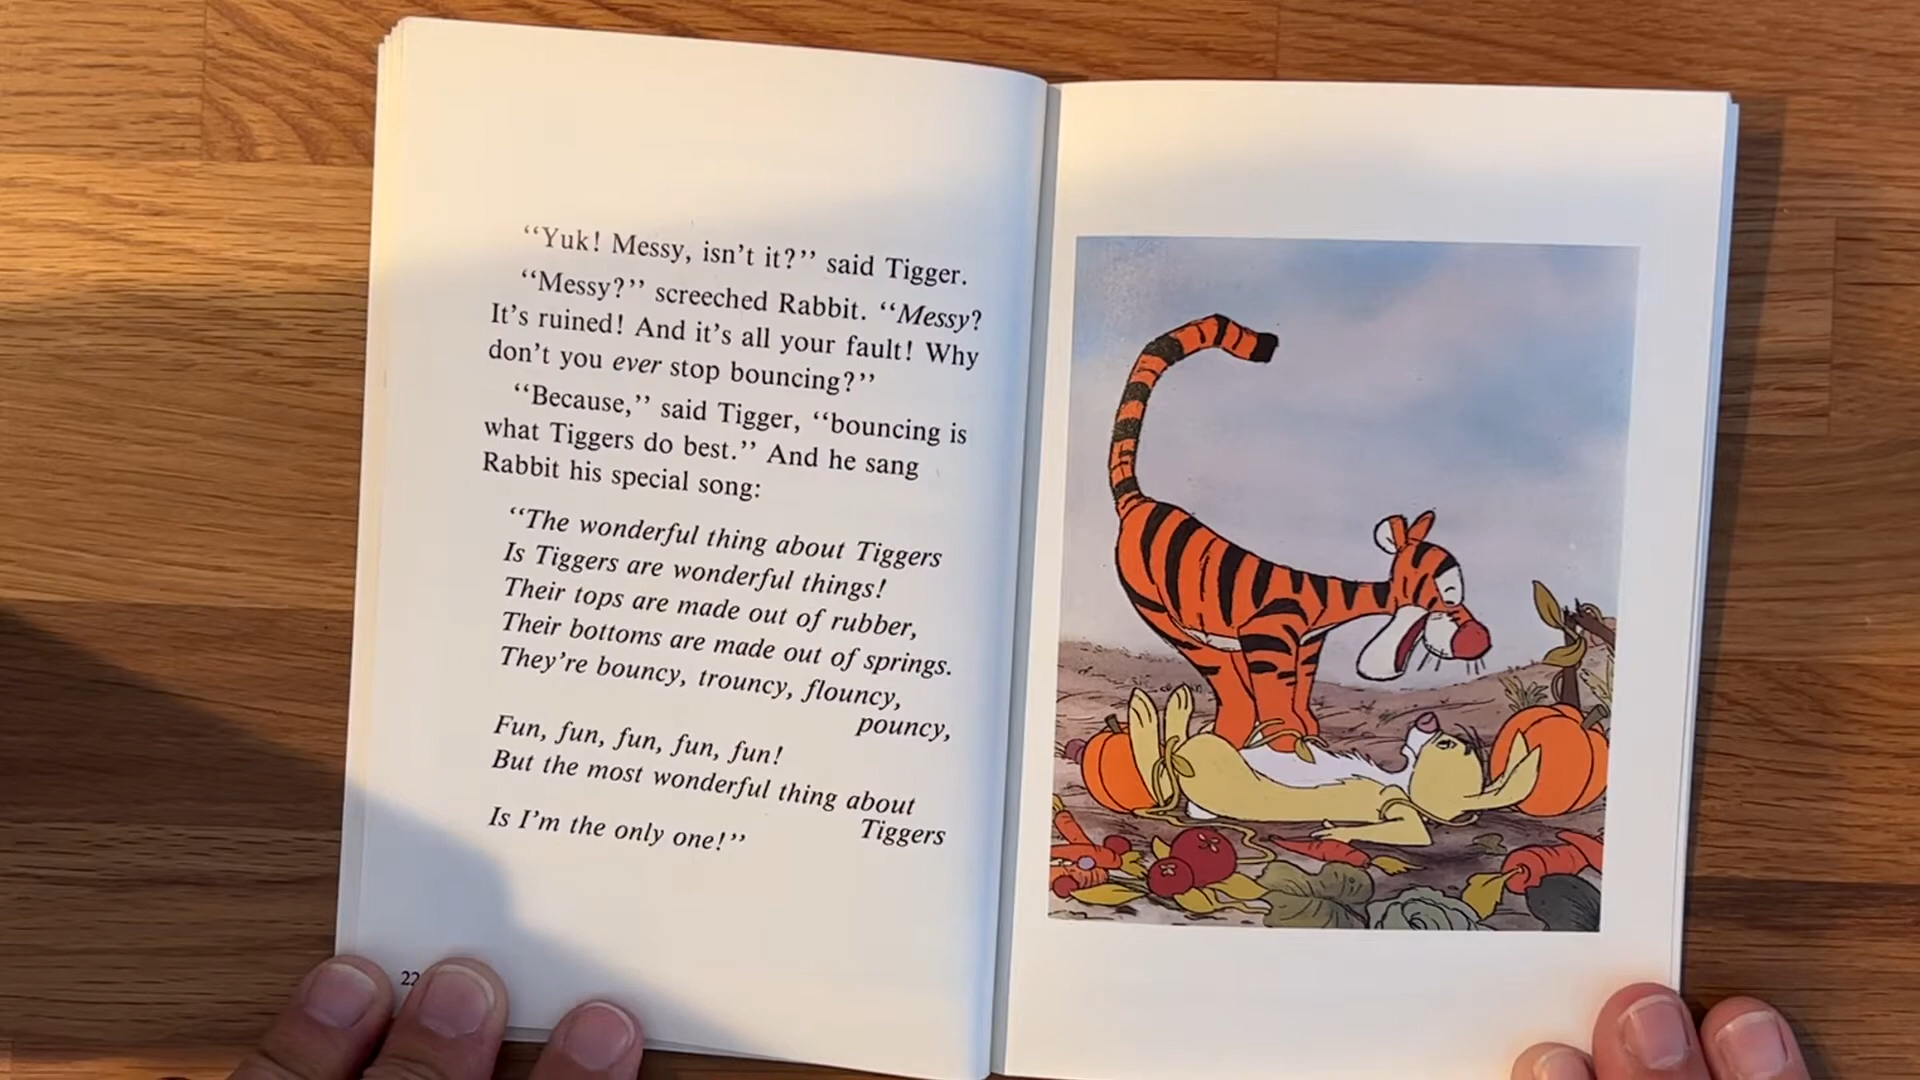 “Yuk! Messy, isn’t it?” said Tigger.
“Messy?” screeched Rabbit. “Messy?
It’s ruined! And it’s all your fault! Why
don’t you ever stop bouncing?”
“Because,” said Tigger, “bouncing is
what Tiggers do best.” And he sang
Rabbit his special song:
“The wonderful thing about Tiggers
Is Tiggers are wonderful things!
Their tops are made out of rubber,
Their bottoms are made out of springs.
They’re bouncy, trouncy, flouncy,
pouncy,
Fun, fun, fun, fun, fun!
But the most wonderful thing about
Tiggers
Is I’m the only one!”
22